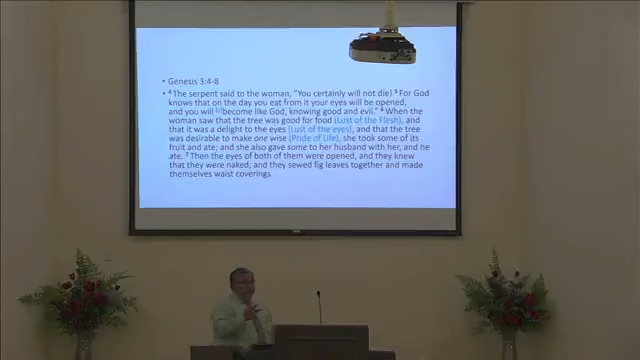 • Genesis 3:4-8
• 4 The serpent said to the woman, "You certainly will not die! 5 For God
knows that on the day you eat from it your eyes will be opened,
and you will [c]become like God, knowing good and evil." 6 When the
woman saw that the tree was good for food (Lust of the Flesh), and
that it was a delight to the eyes (Lust of the eyes), and that the tree
was desirable to make one wise (Pride of Life), she took some of its
fruit and ate; and she also gave some to her husband with her, and he
ate. 7 Then the eyes of both of them were opened, and they knew
that they were naked; and they sewed fig leaves together and made
themselves waist coverings.